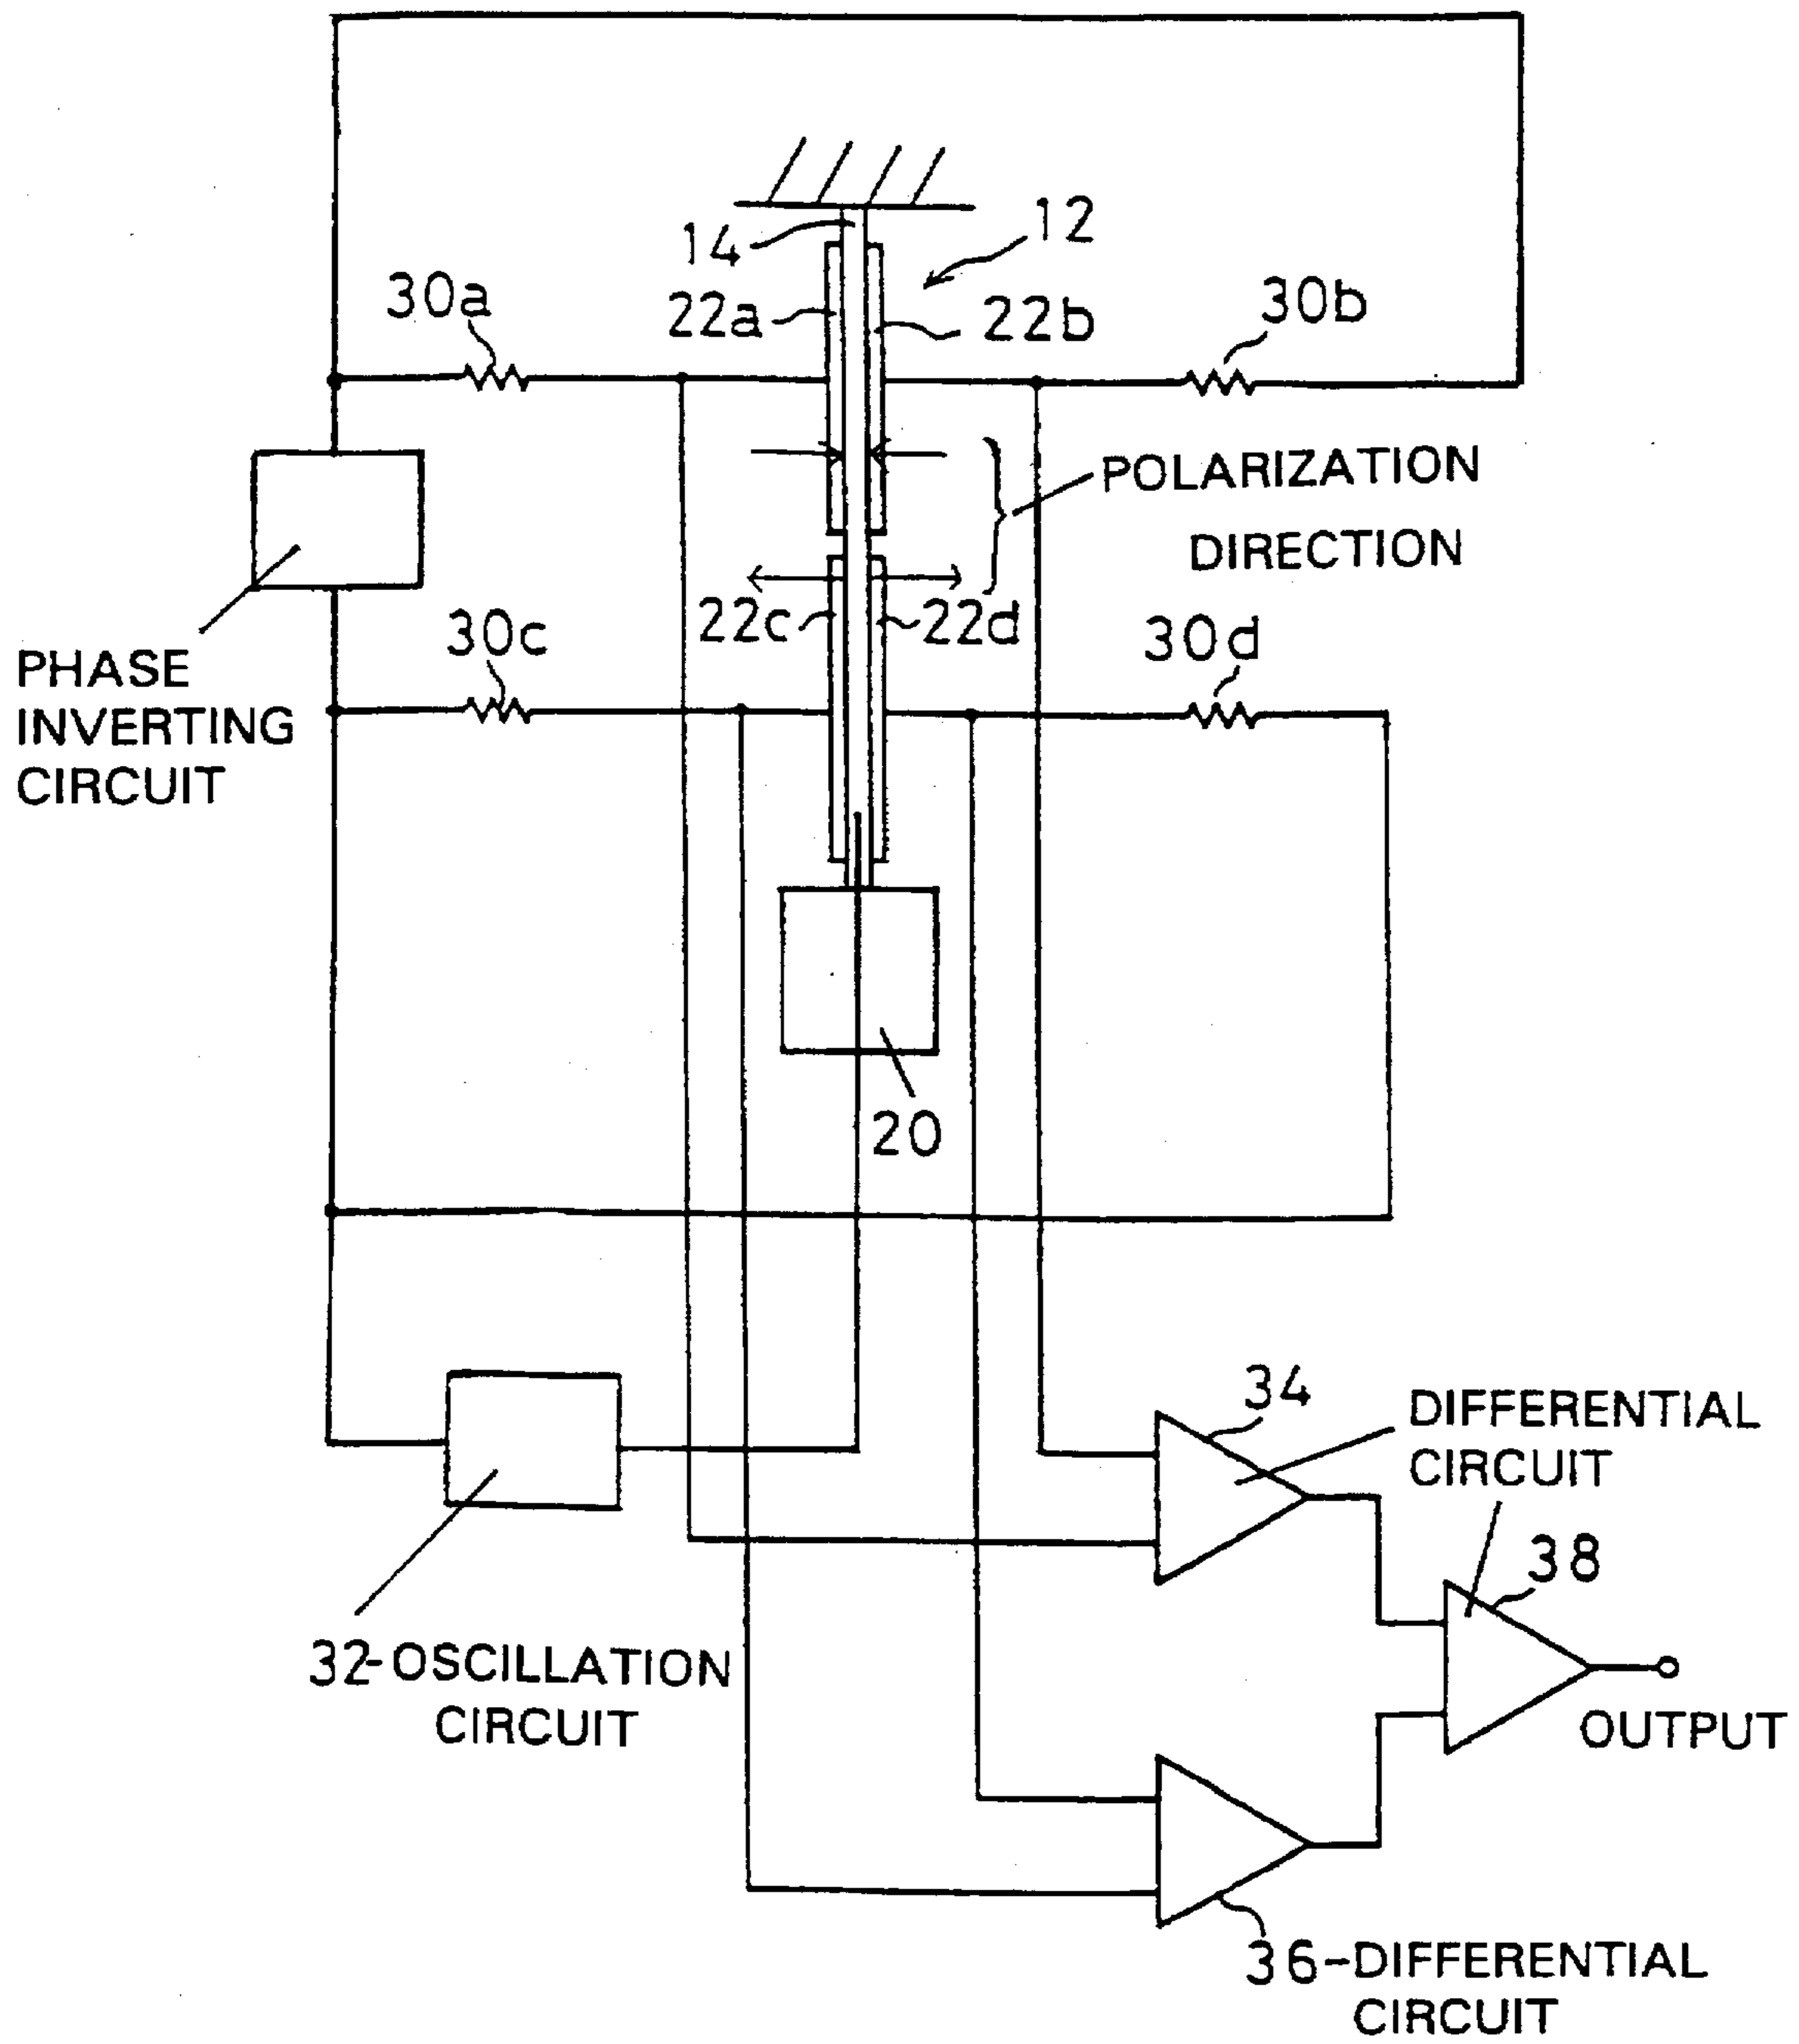 14
12
30a
22a
22b
30b
POLARIZATION
DIRECTION
22c
22d
30c
30d
PHASE
INVERTING
CIRCUIT
20
34
DIFFERENTIAL
CIRCUIT
38
32-OSCILLATION
CIRCUIT
OUTPUT
36-DIFFERENTIAL
CIRCUIT